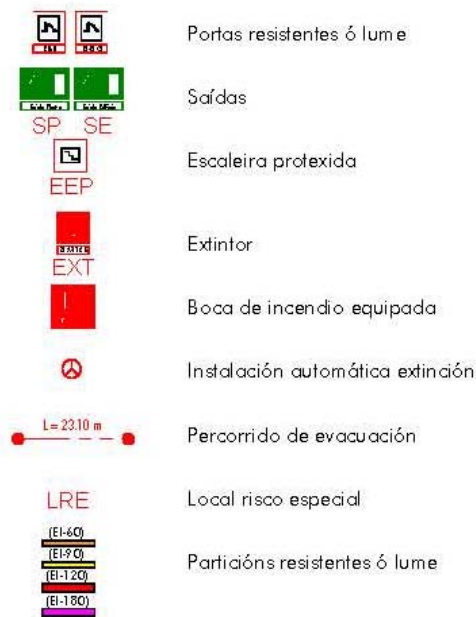 Portas resistentes ó lume
Saídas
SP SE
Escaleira protexida
EEP
Extintor
EXT
Boca de incendio equipada
Instalación automática extinción
L= 23.10 m
Percorrido de evacuación
LRE
Local risco especial
(EI-60)
(EI-90)
Particións resistentes ó lume
(EI-120)
(EI-180)